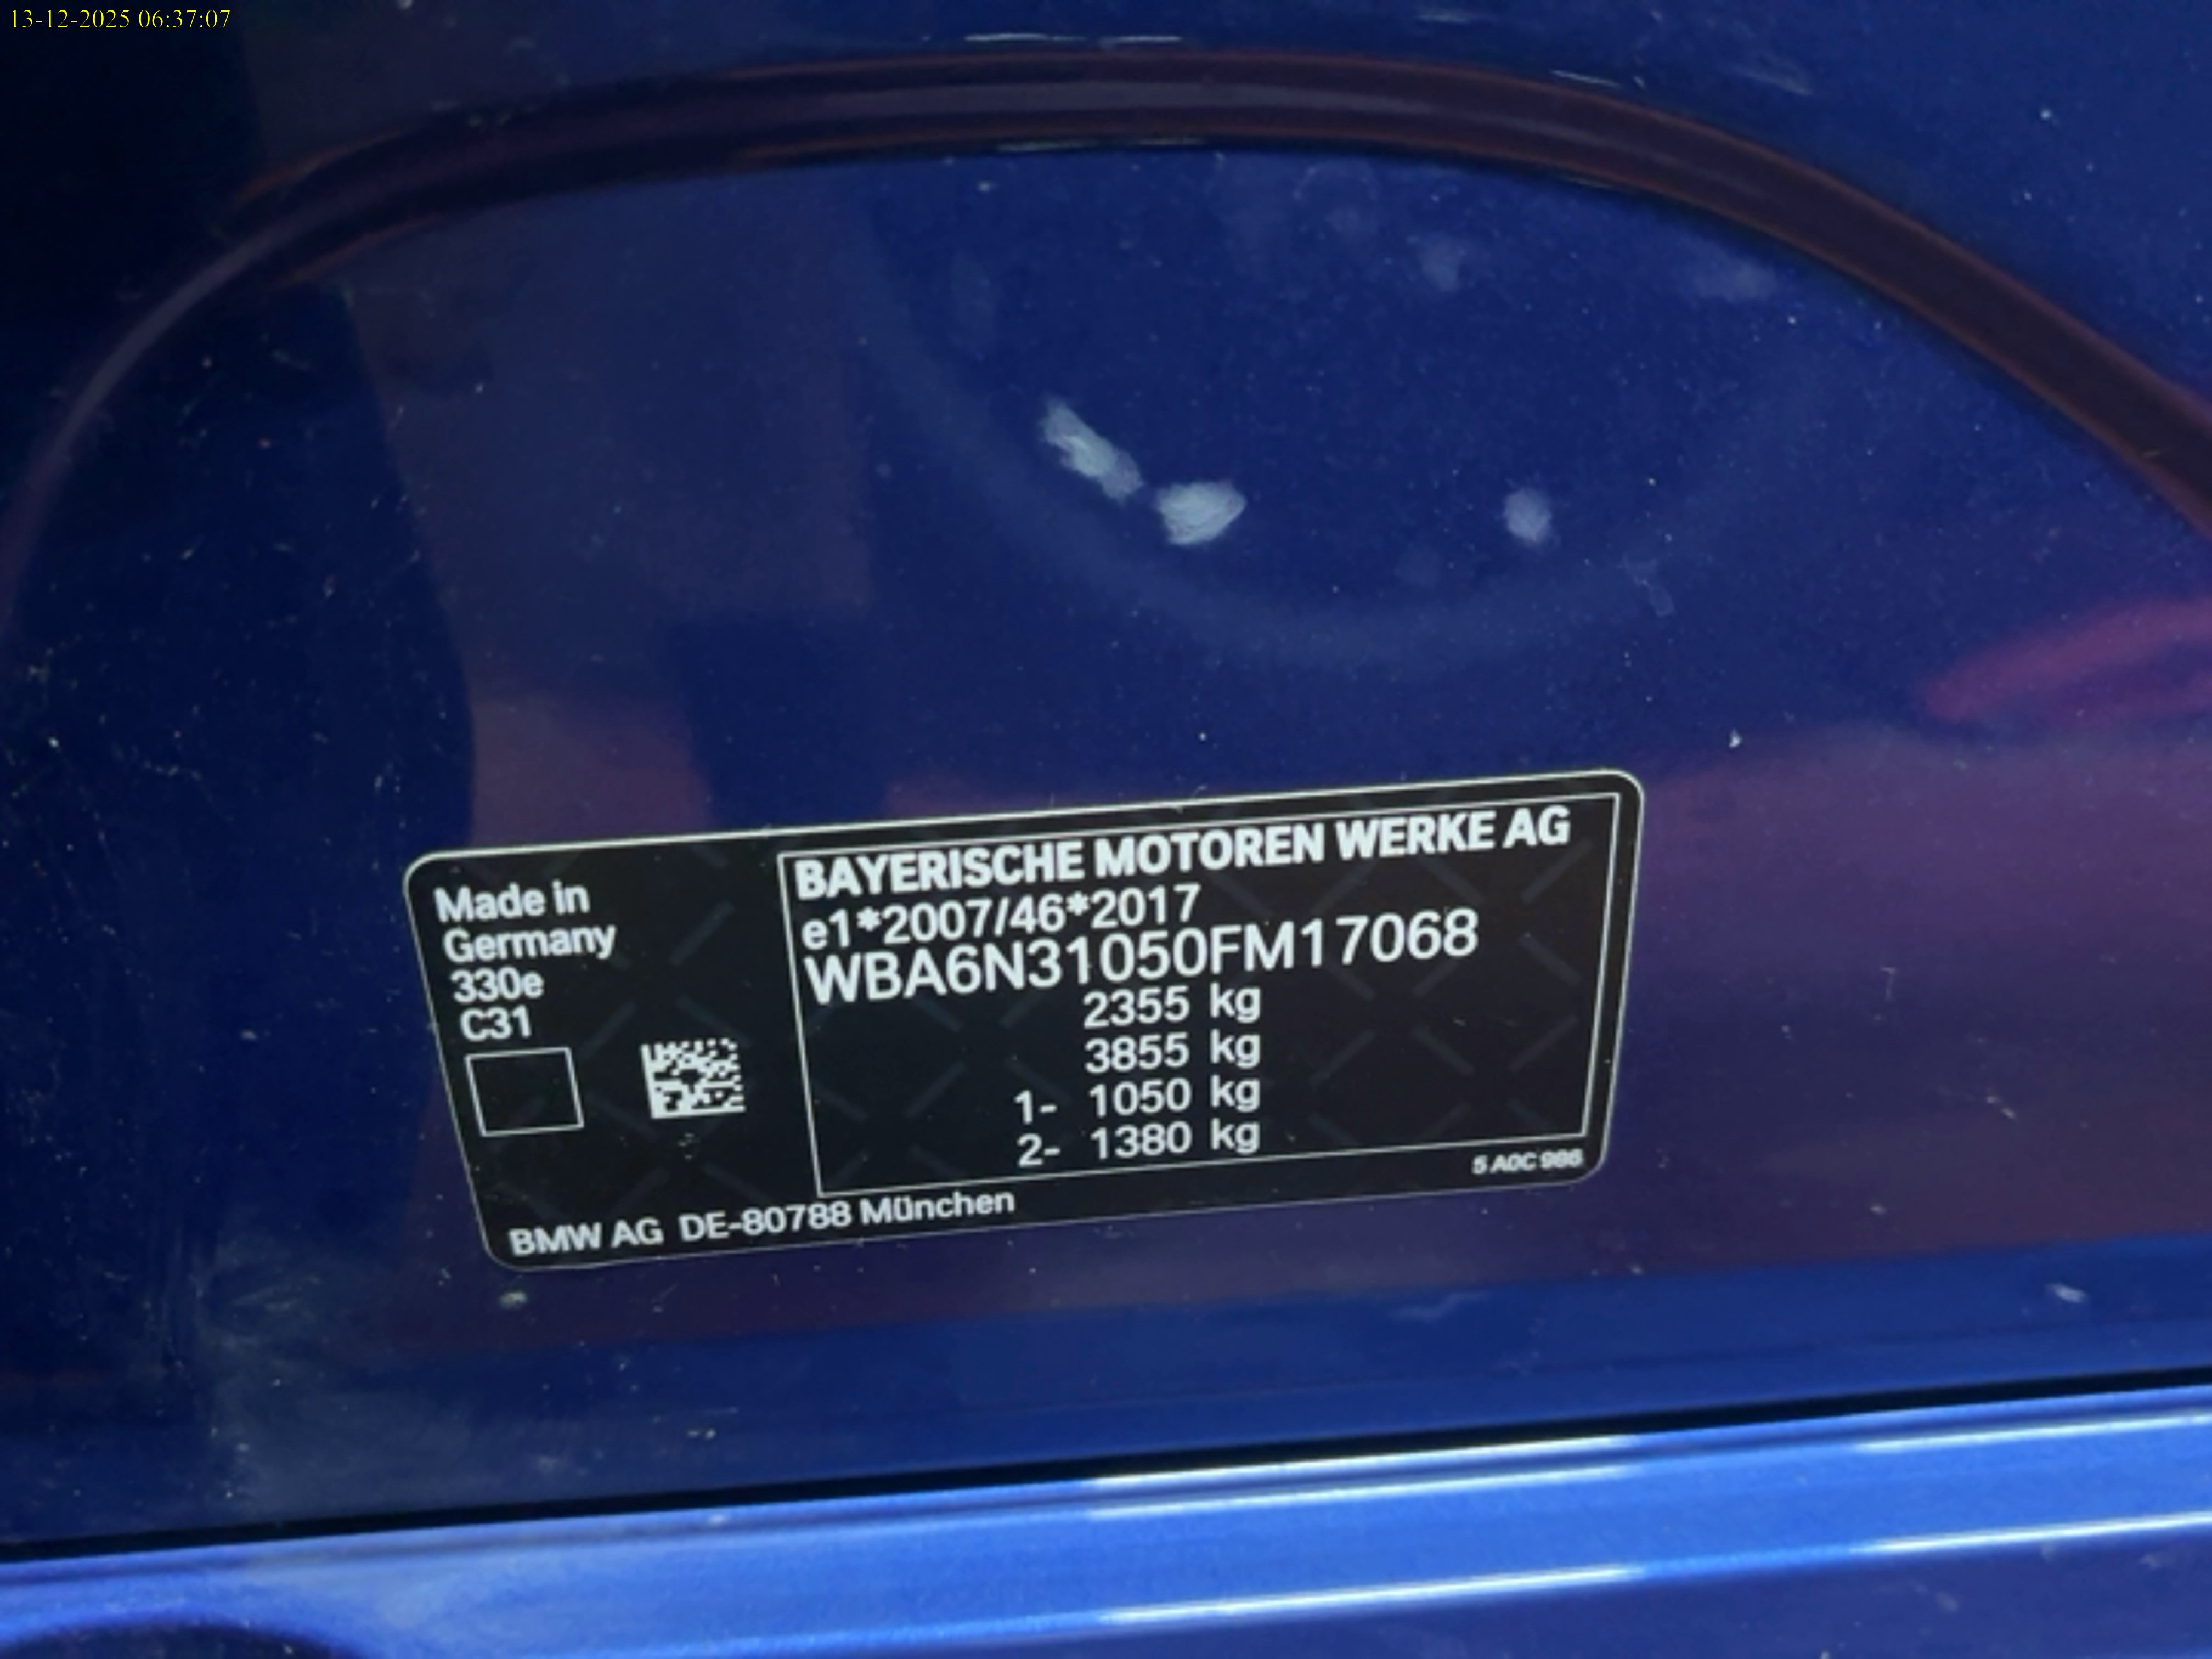 13-12-2025 06:37:07
Made in
Germany
330e
C31
BAYERISCHE MOTOREN WERKE AG
e1*2007/46*2017
WBA6N31050FM17068
2355 kg
3855 kg
1- 1050 kg
2- 1380 kg
5 A0C 986
BMW AG DE-80788 München